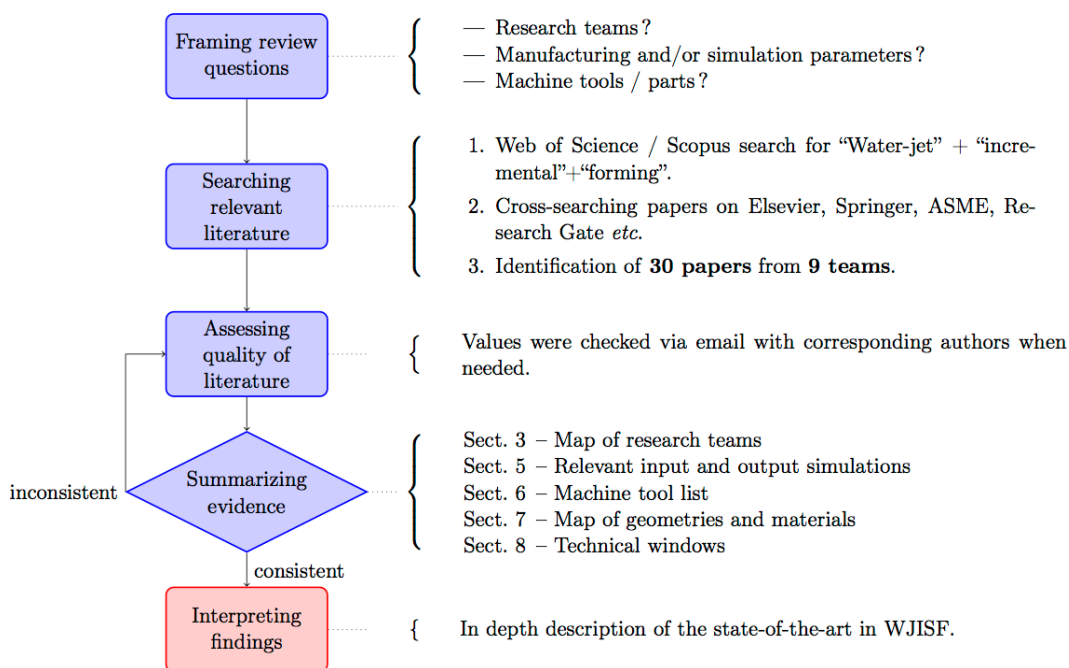 Framing review
questions
— Research teams ?
— Manufacturing and/or simulation parameters ?
— Machine tools / parts ?
Searching
relevant
literature
1. Web of Science / Scopus search for “Water-jet” + “incre-
mental”+“forming”.
2. Cross-searching papers on Elsevier, Springer, ASME, Re-
search Gate etc.
3. Identification of 30 papers from 9 teams.
Assessing
quality of
literature
Values were checked via email with corresponding authors when
needed.
Summarizing
evidence
Sect. 3 – Map of research teams
Sect. 5 – Relevant input and output simulations
Sect. 6 – Machine tool list
Sect. 7 – Map of geometries and materials
Sect. 8 – Technical windows
inconsistent
consistent
Interpreting
findings
In depth description of the state-of-the-art in WJISF.